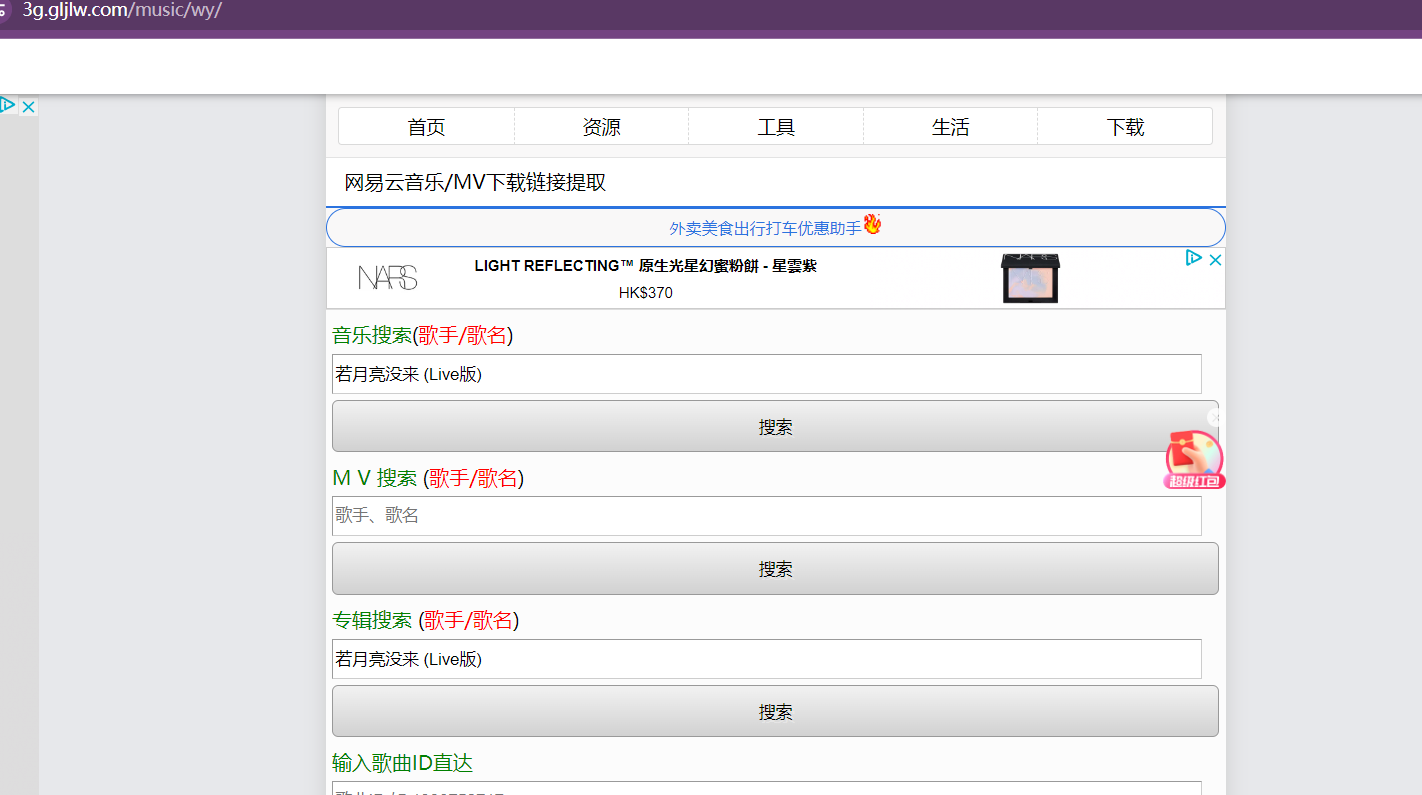 3g.gljlw.com/music/wy/
首页 资源 工具 生活 下载
网易云音乐/MV下载链接提取
外卖美食出行打车优惠助手
NARS
LIGHT REFLECTING™ 原生光星幻蜜粉餅 - 星雲紫
HK$370
音乐搜索(歌手/歌名)
若月亮没来 (Live版)
搜索
超级红包
M V 搜索 (歌手/歌名)
歌手、歌名
搜索
专辑搜索 (歌手/歌名)
若月亮没来 (Live版)
搜索
输入歌曲ID直达